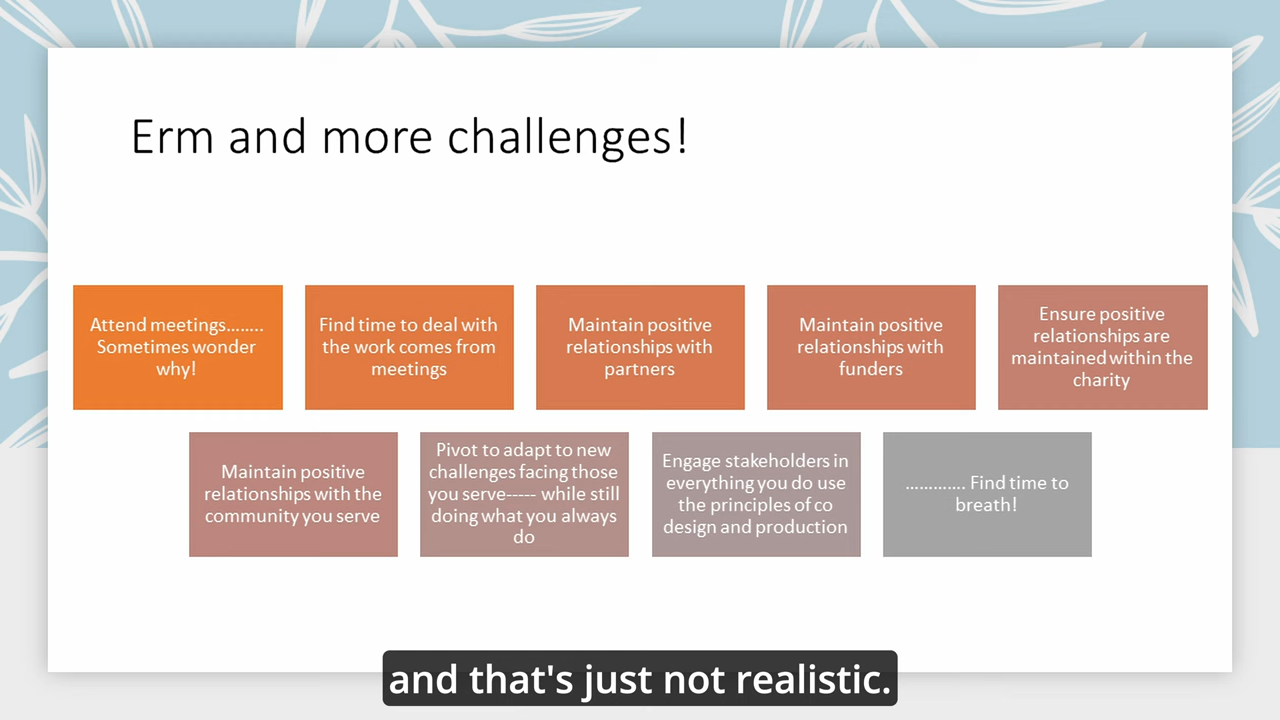 Erm and more challenges!
Attend meetings........
Sometimes wonder
why!
Find time to deal with
the work comes from
meetings
Maintain positive
relationships with
partners
Maintain positive
relationships with
funders
Ensure positive
relationships are
maintained within the
charity
Maintain positive
relationships with the
community you serve
Pivot to adapt to new
challenges facing those
you serve----- while still
doing what you always
do
Engage stakeholders in
everything you do use
the principles of co
design and production
…………. Find time to
breath!
and that's just not realistic.